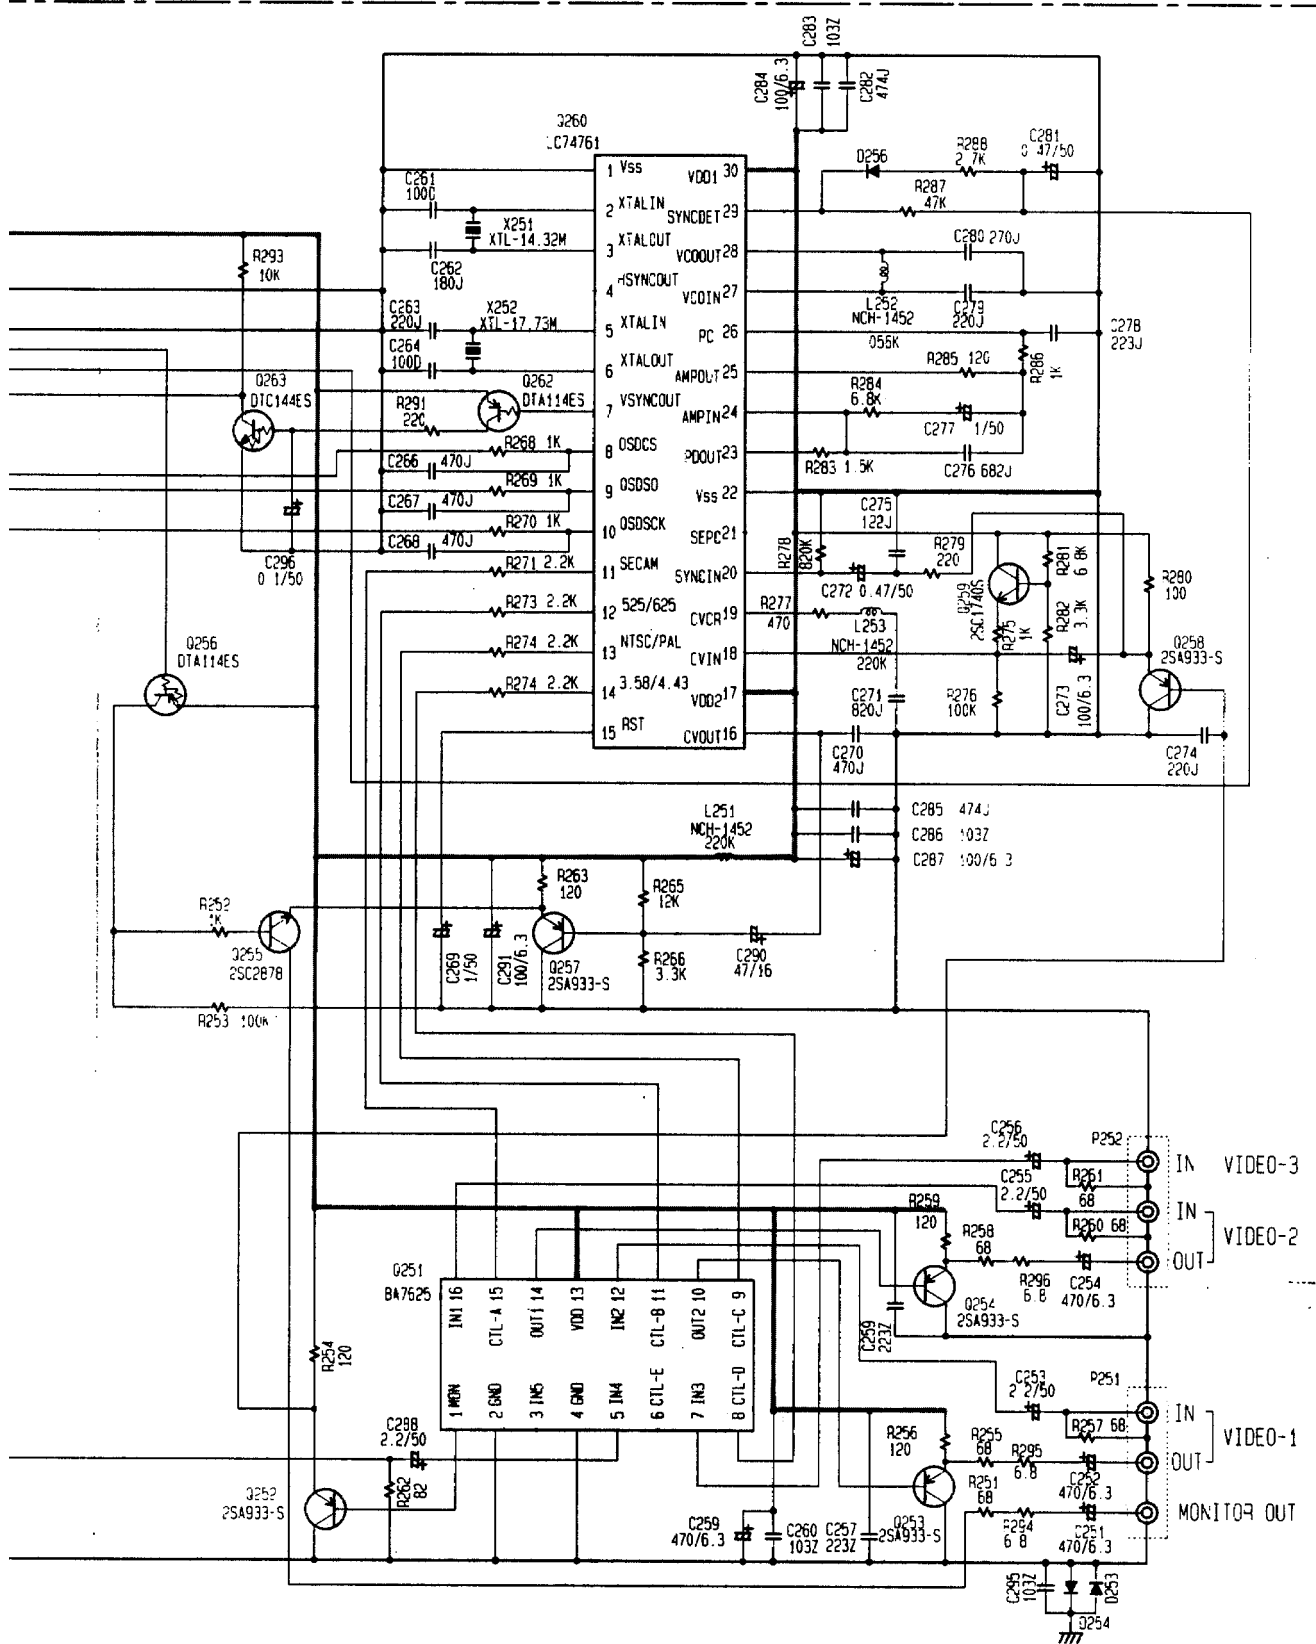 C283
103Z
C284
100/6.3
C282
474J
Q260
LC74761
1 Vss
2 XTALIN
3 XTALOUT
4 HSYNCOUT
5 XTALIN
6 XTALOUT
7 VSYNCOUT
8 OSDCS
9 OSDSO
10 OSDSCK
11 SECAM
12 525/625
13 NTSC/PAL
14 3.58/4.43
15 RST
VDD1 30
SYNCDET 29
VCOOUT 28
VCOIN 27
PC 26
AMPOUT 25
AMPIN 24
PDOUT 23
Vss 22
SEPC 21
SYNCIN 20
CVCR 19
CVIN 18
VDD2 17
CVOUT 16
D256
R288
2.7K
C281
0.47/50
R287
47K
C280 270J
L252
NCH-1452
056K
C279
220J
C278
223J
R285 120
R286
1K
R284
6.8K
C277 1/50
R283 1.5K
C276 682J
C275
122J
R278
820K
R279
220
C272 0.47/50
R277
470
L253
NCH-1452
220K
Q259
2SC1740S
R281
6.8K
R275
1K
R282
3.3K
R280
100
Q258
2SA933-S
C271
820J
R276
100K
C273
100/6.3
C270
470J
C274
220J
C261
100D
X251
XTL-14.32M
C262
180J
C263
220J
X252
XTL-17.73M
C264
100D
R293
10K
Q263
DTC144ES
R291
220
Q262
DTA114ES
R268 1K
C266 470J
R269 1K
C267 470J
R270 1K
C268 470J
R271 2.2K
R273 2.2K
R274 2.2K
R274 2.2K
C296
0.1/50
Q256
DTA114ES
L251
NCH-1452
220K
C285 474J
C286 103Z
C287 100/6.3
R263
120
R265
12K
R252
1K
Q255
2SC2878
C269
1/50
C291
100/6.3
Q257
2SA933-S
R266
3.3K
C290
47/16
R253 100K
C256
2.2/50
P252
IN VIDEO-3
C255
2.2/50
R261
68
IN
VIDEO-2
R260 68
OUT
R259
120
R258
68
R296
6.8
C254
470/6.3
Q254
2SA933-S
C259
223Z
Q251
BA7625
IN1 16
CTL-A 15
OUT1 14
VDD 13
IN2 12
CTL-B 11
OUT2 10
CTL-C 9
1 MON
2 GND
3 IN5
4 GND
5 IN4
6 CTL-E
7 IN3
8 CTL-D
R254
120
C298
2.2/50
R262
82
Q252
2SA933-S
C253
2.2/50
P251
IN
VIDEO-1
R257 68
OUT
R256
120
R255
68
R295
6.8
C252
470/6.3
R251
68
MONITOR OUT
R294
6.8
C251
470/6.3
C259
470/6.3
C260
103Z
C257
223Z
Q253
2SA933-S
C295
103Z
D253
D254